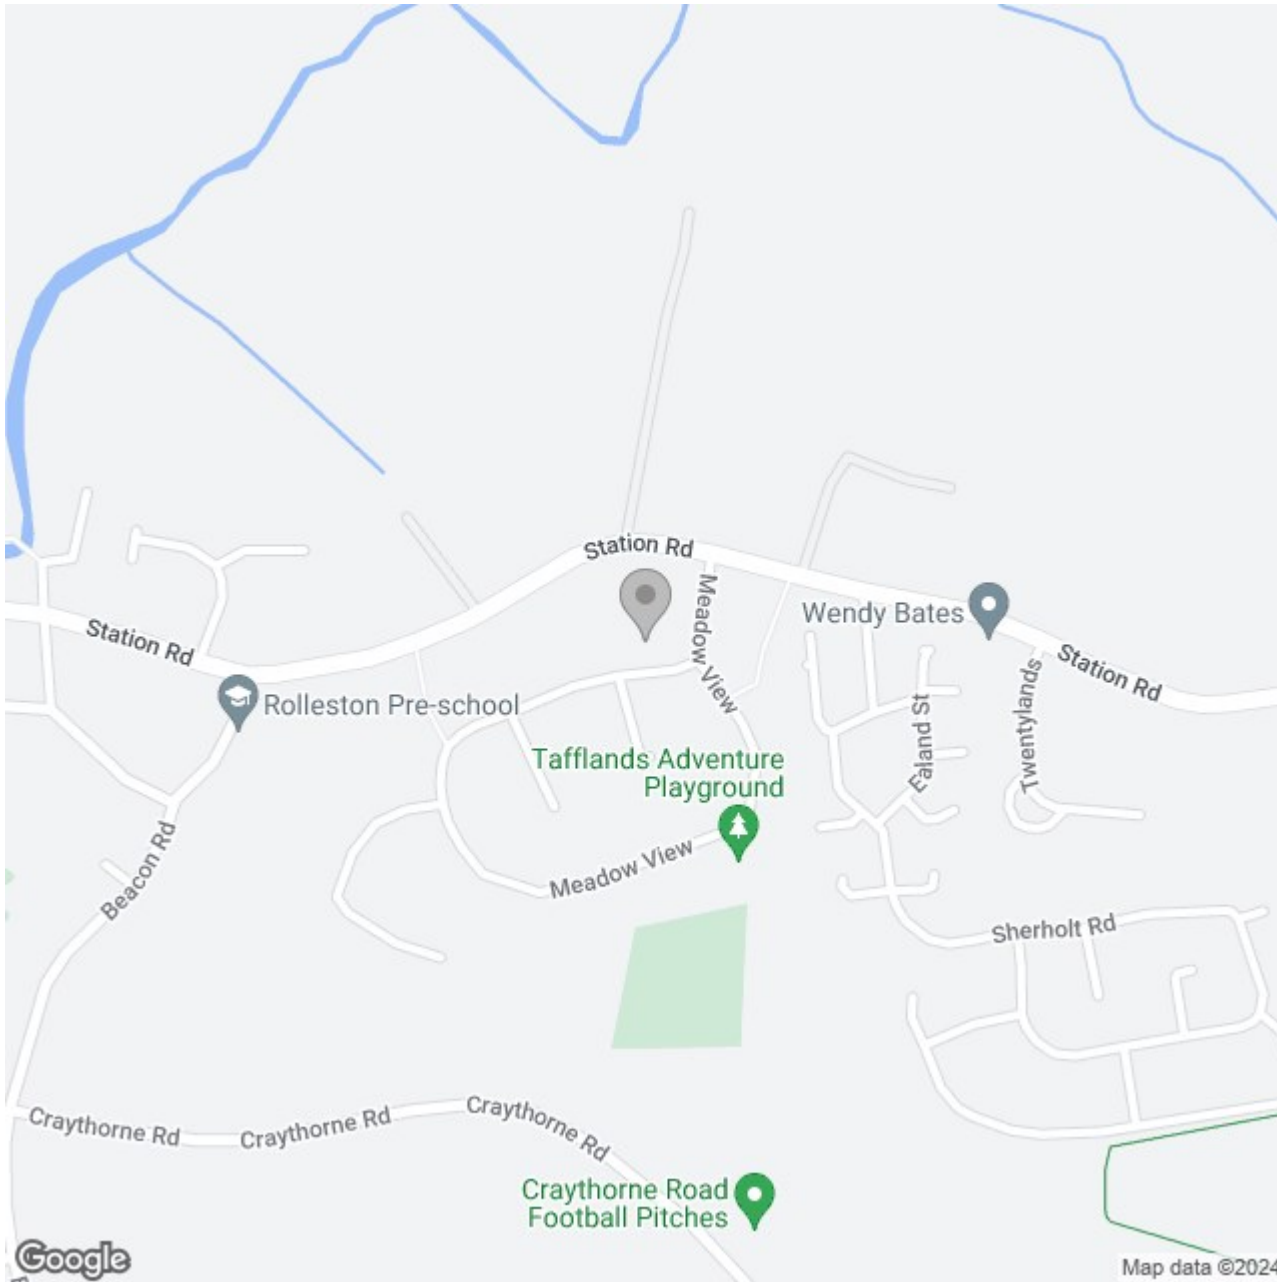 Station Rd
Meadow View
Wendy Bates
Station Rd
Station Rd
Twentylands
Rolleston Pre-school
Ealand St
Tafflands Adventure
Playground
Beacon Rd
Meadow View
Sherholt Rd
Craythorne Rd
Craythorne Rd
Craythorne Rd
Craythorne Road
Football Pitches
Google
Map data ©2024